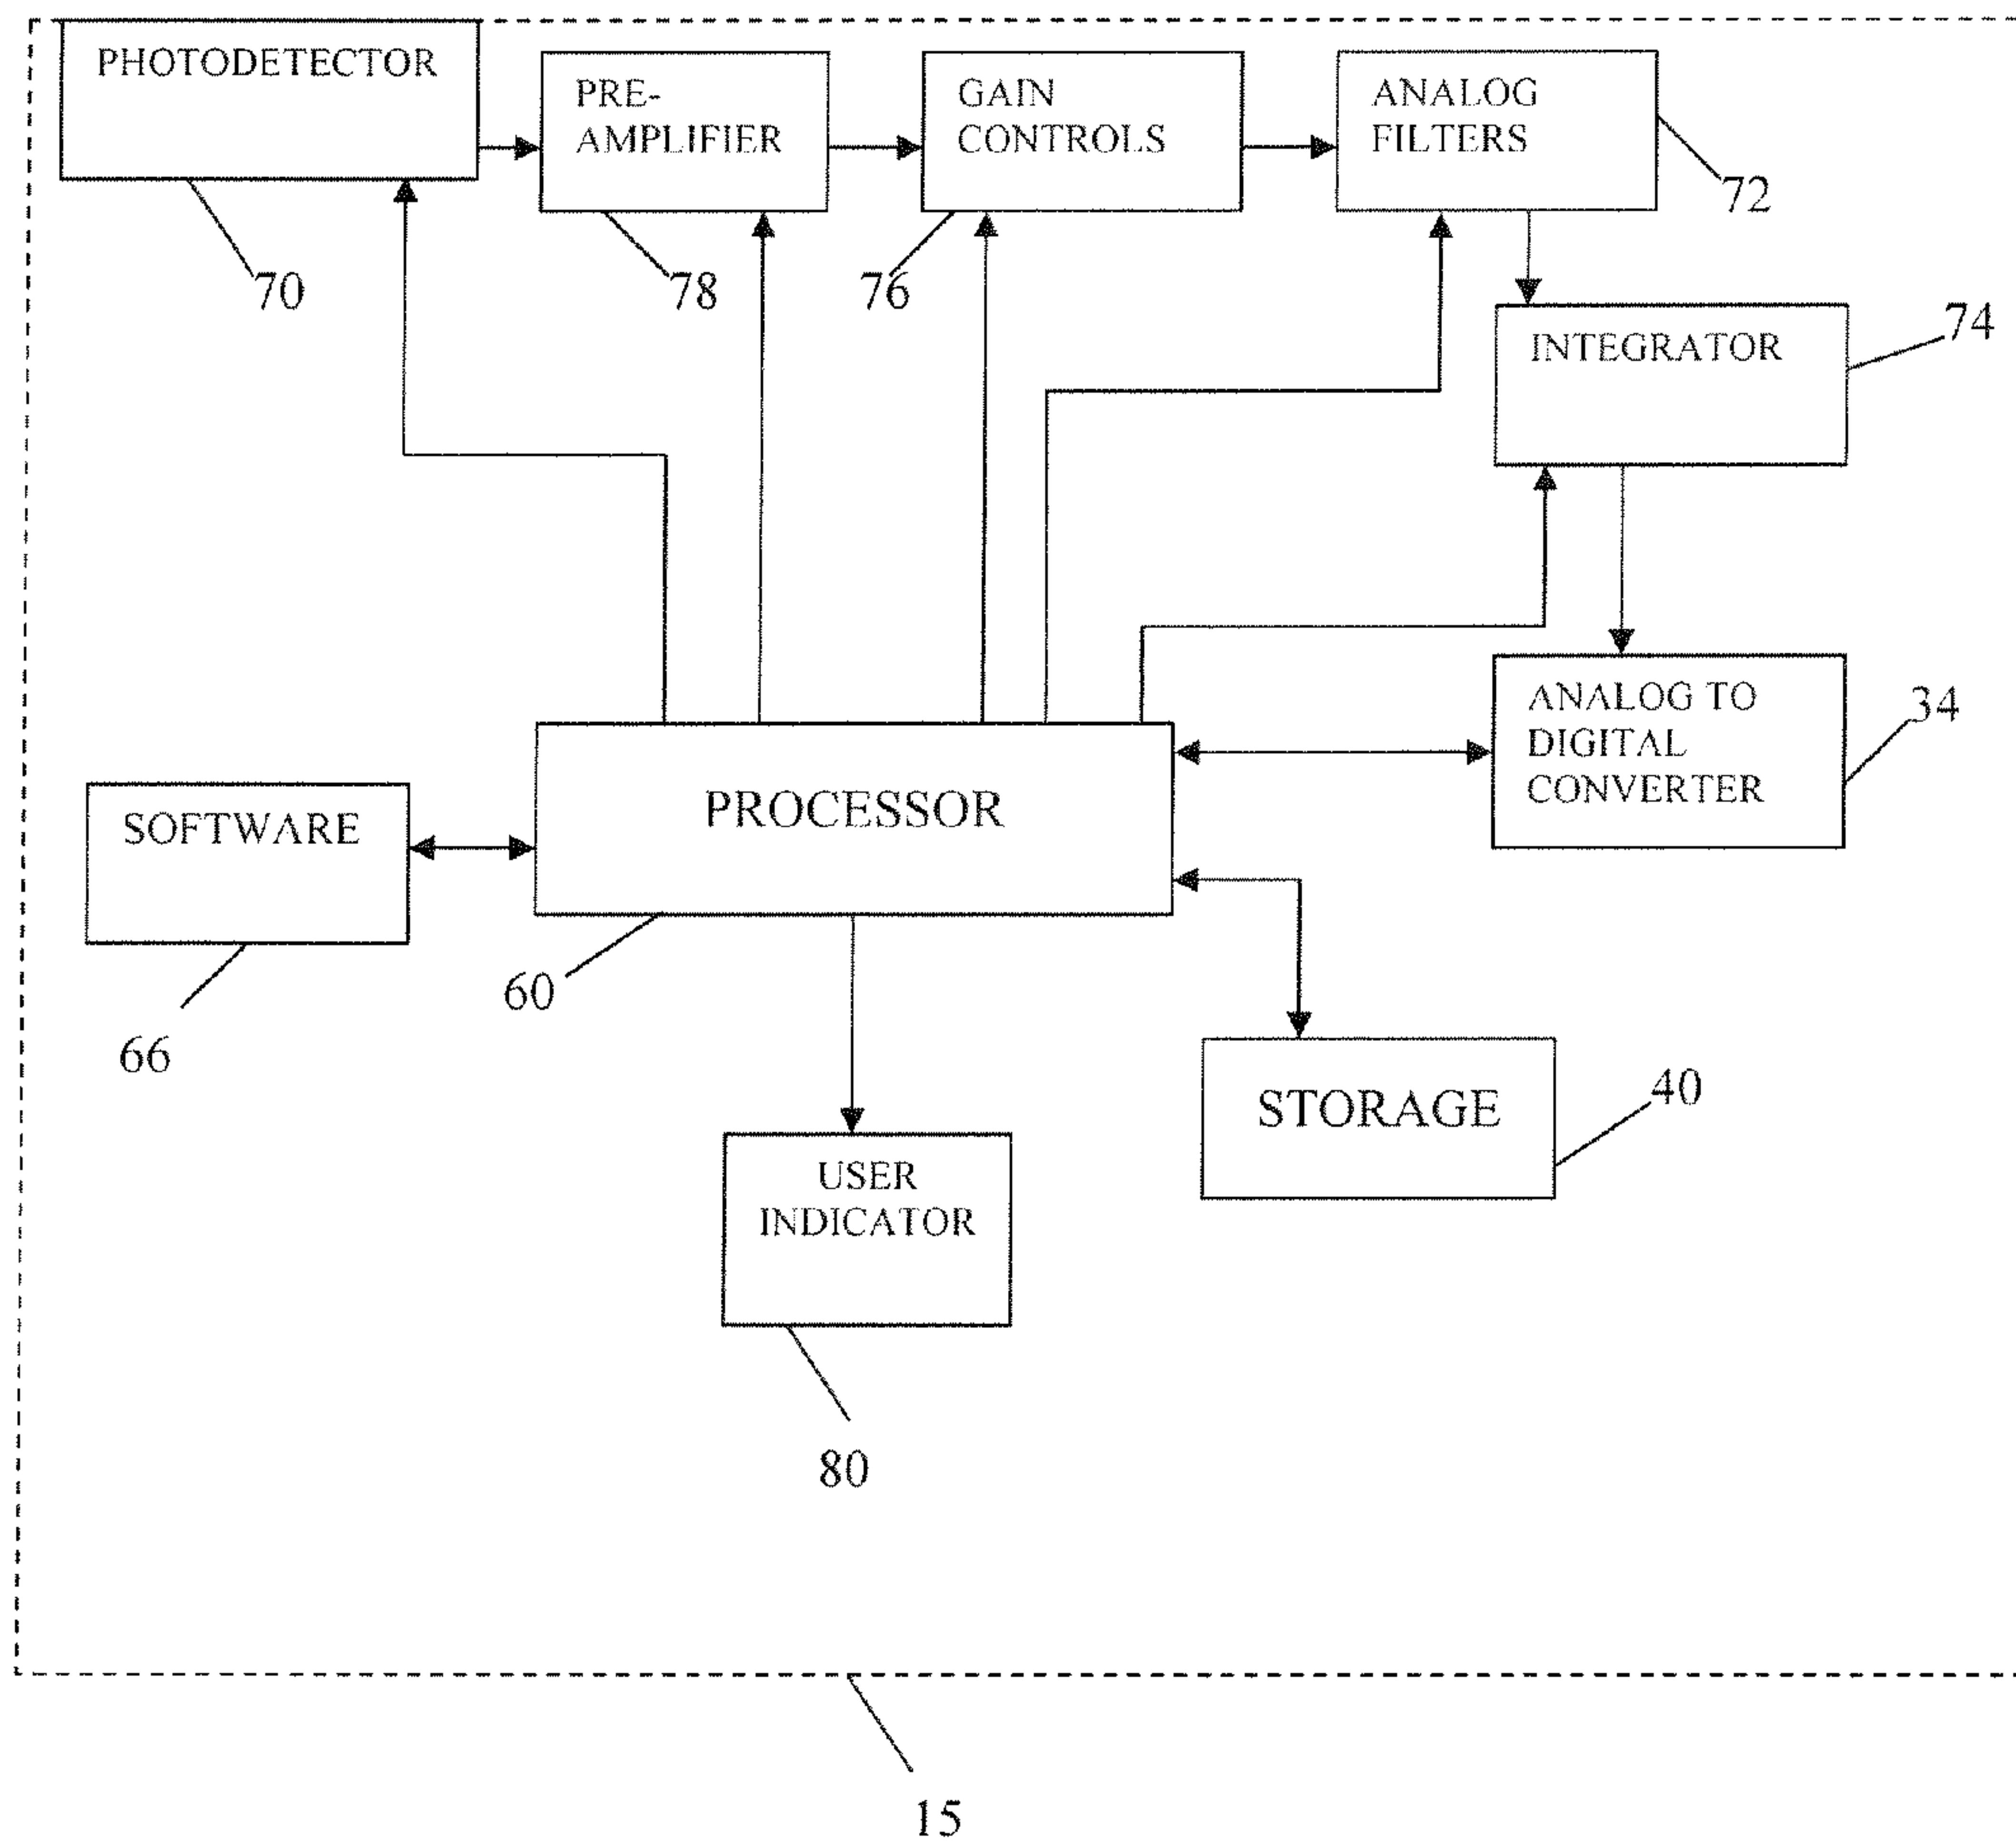 PHOTODETECTOR
PRE-
AMPLIFIER
GAIN
CONTROLS
ANALOG
FILTERS
72
70
78
76
INTEGRATOR
74
ANALOG TO
DIGITAL
CONVERTER
34
PROCESSOR
SOFTWARE
60
66
STORAGE
40
USER
INDICATOR
80
15